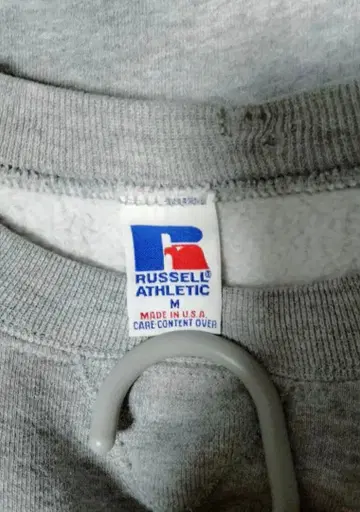 R
RUSSELL®
ATHLETIC
M
MADE IN U.S.A.
CARE-CONTENT OVER